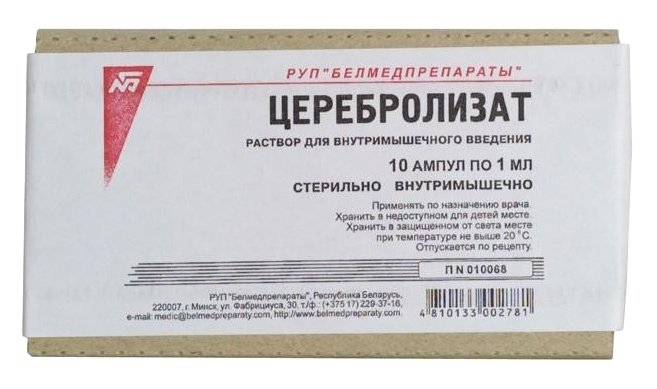 РУП "БЕЛМЕДПРЕПАРАТЫ"
ЦЕРЕБРОЛИЗАТ
РАСТВОР ДЛЯ ВНУТРИМЫШЕЧНОГО ВВЕДЕНИЯ
10 АМПУЛ ПО 1 МЛ
СТЕРИЛЬНО ВНУТРИМЫШЕЧНО
Применять по назначению врача.
Хранить в недоступном для детей месте.
Хранить в защищенном от света месте
при температуре не выше 20 °С.
Отпускается по рецепту.
П N 010068
РУП "Белмедпрепараты", Республика Беларусь,
220007, г. Минск, ул. Фабрициуса, 30, т/ф.: (+375 17) 229-37-16,
e-mail: medic@belmedpreparaty.com, http://www.belmedpreparaty.com
4 810133 002781